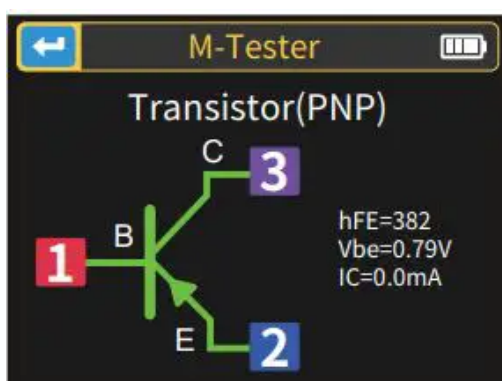 M-Tester
Transistor(PNP)
C
3
B
1
hFE=382
Vbe=0.79V
IC=0.0mA
E
2